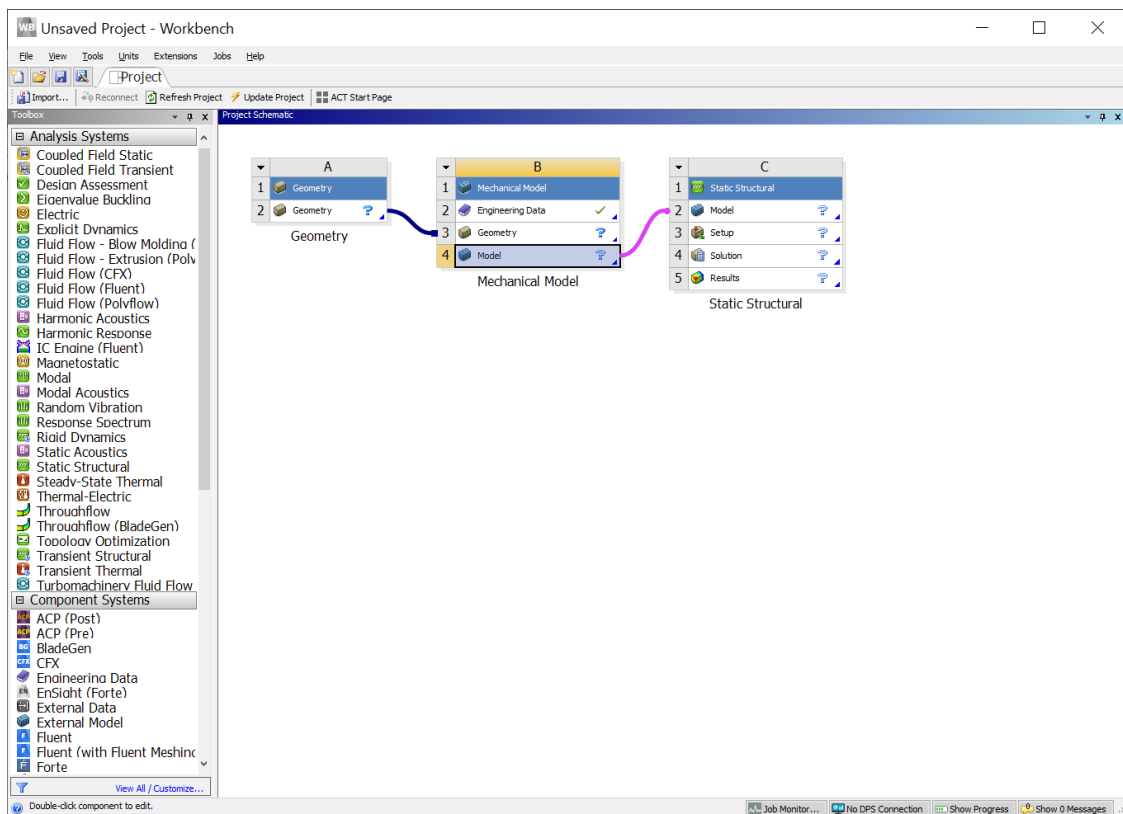 WB Unsaved Project - Workbench
File View Tools Units Extensions Jobs Help
Project
Import... Reconnect Refresh Project Update Project ACT Start Page
Toolbox
Analysis Systems
Coupled Field Static
Coupled Field Transient
Design Assessment
Eigenvalue Buckling
Electric
Explicit Dynamics
Fluid Flow - Blow Molding (
Fluid Flow - Extrusion (Poly
Fluid Flow (CFX)
Fluid Flow (Fluent)
Fluid Flow (Polyflow)
Harmonic Acoustics
Harmonic Response
IC Engine (Fluent)
Magnetostatic
Modal
Modal Acoustics
Random Vibration
Response Spectrum
Rigid Dynamics
Static Acoustics
Static Structural
Steady-State Thermal
Thermal-Electric
Throughflow
Throughflow (BladeGen)
Topology Optimization
Transient Structural
Transient Thermal
Turbomachinery Fluid Flow
Component Systems
ACP (Post)
ACP (Pre)
BladeGen
CFX
Engineering Data
EnSight (Forte)
External Data
External Model
Fluent
Fluent (with Fluent Meshing
Forte
View All / Customize...
Project Schematic
A
1 Geometry
2 Geometry ?
Geometry
B
1 Mechanical Model
2 Engineering Data ✓
3 Geometry ?
4 Model ?
Mechanical Model
C
1 Static Structural
2 Model ?
3 Setup ?
4 Solution ?
5 Results ?
Static Structural
Double-click component to edit.
Job Monitor... No DPS Connection Show Progress Show 0 Messages